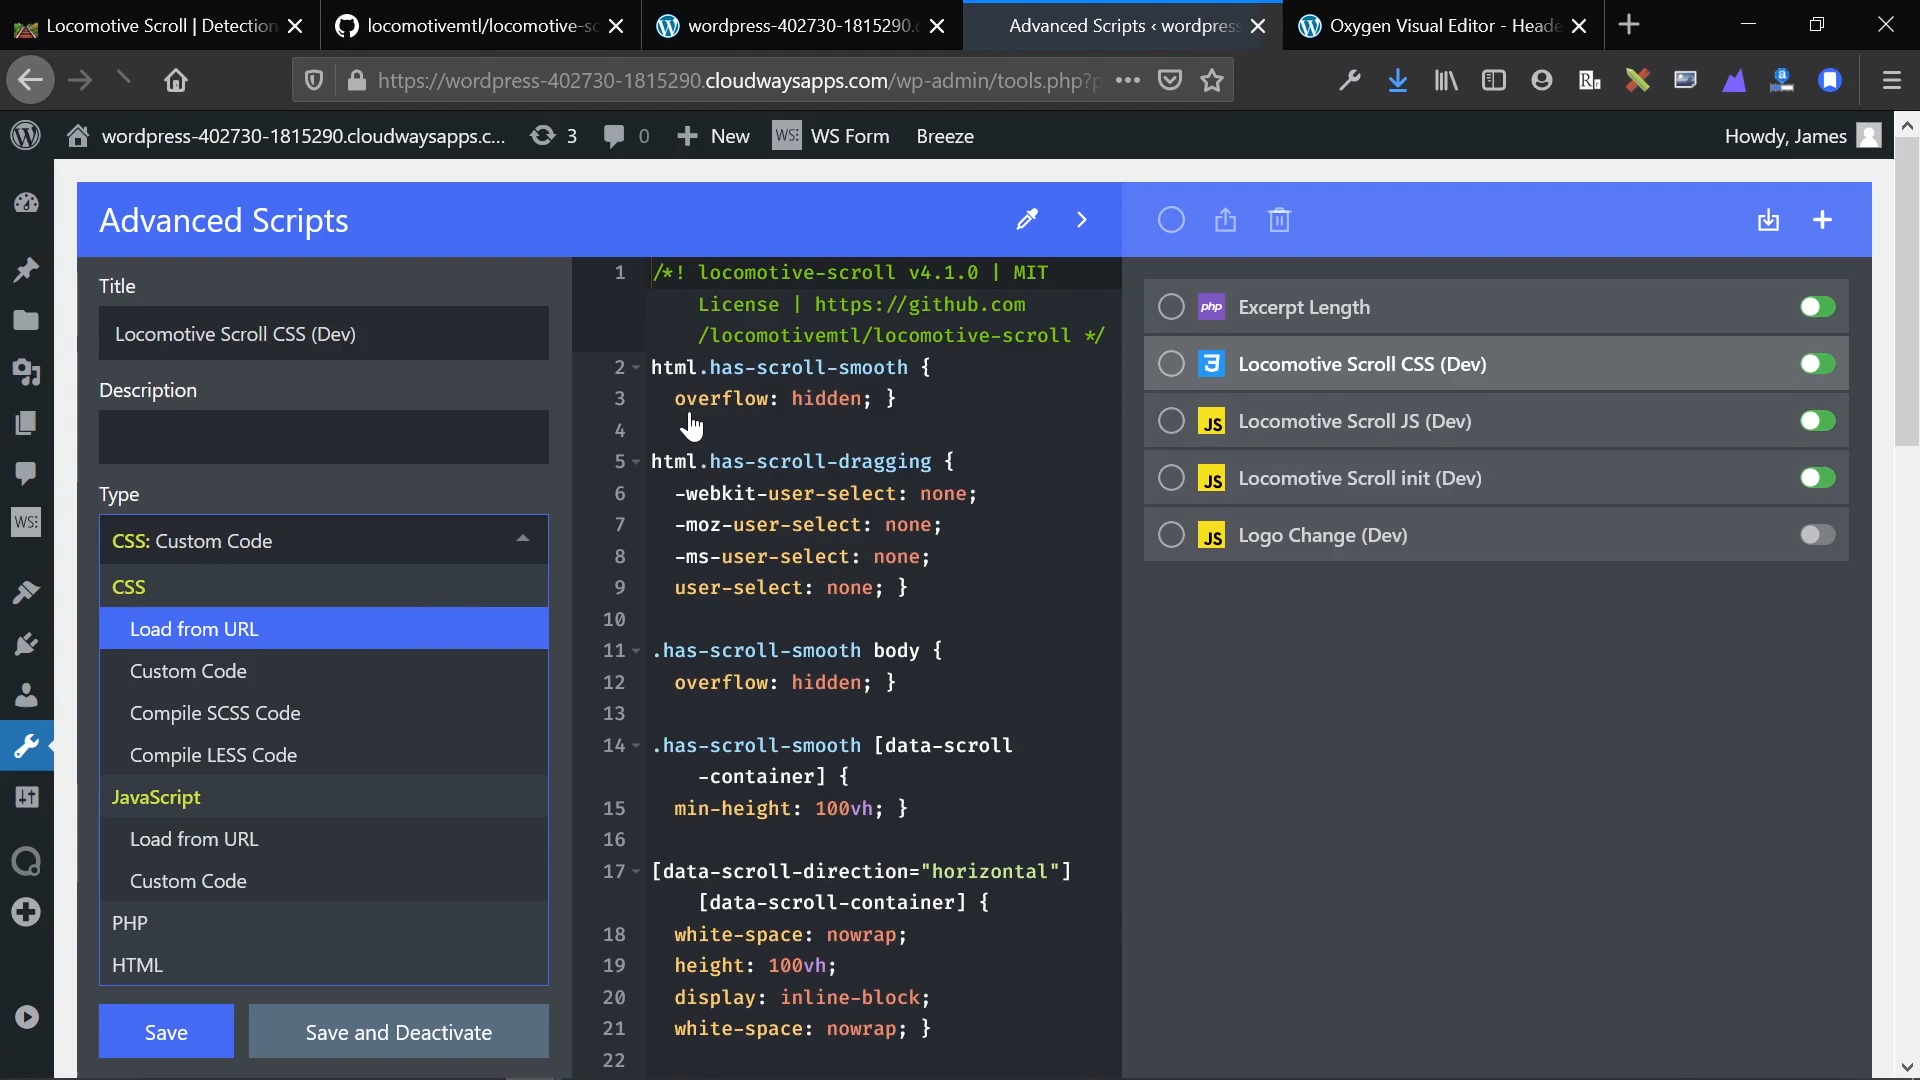 Locomotive Scroll | Detection
locomotivemtl/locomotive-sc
wordpress-402730-1815290.c
Advanced Scripts ‹ wordpress
Oxygen Visual Editor - Heade
https://wordpress-402730-1815290.cloudwaysapps.com/wp-admin/tools.php?p
wordpress-402730-1815290.cloudwaysapps.c... 3 0 New WS WS Form Breeze Howdy, James
Advanced Scripts
Title
Locomotive Scroll CSS (Dev)
Description
Type
CSS: Custom Code
CSS
Load from URL
Custom Code
Compile SCSS Code
Compile LESS Code
JavaScript
Load from URL
Custom Code
PHP
HTML
Save
Save and Deactivate
WS
1 /*! locomotive-scroll v4.1.0 | MIT
License | https://github.com
/locomotivemtl/locomotive-scroll */
2 html.has-scroll-smooth {
3 overflow: hidden; }
4
5 html.has-scroll-dragging {
6 -webkit-user-select: none;
7 -moz-user-select: none;
8 -ms-user-select: none;
9 user-select: none; }
10
11 .has-scroll-smooth body {
12 overflow: hidden; }
13
14 .has-scroll-smooth [data-scroll
-container] {
15 min-height: 100vh; }
16
17 [data-scroll-direction="horizontal"]
[data-scroll-container] {
18 white-space: nowrap;
19 height: 100vh;
20 display: inline-block;
21 white-space: nowrap; }
22
php Excerpt Length
3 Locomotive Scroll CSS (Dev)
JS Locomotive Scroll JS (Dev)
JS Locomotive Scroll init (Dev)
JS Logo Change (Dev)